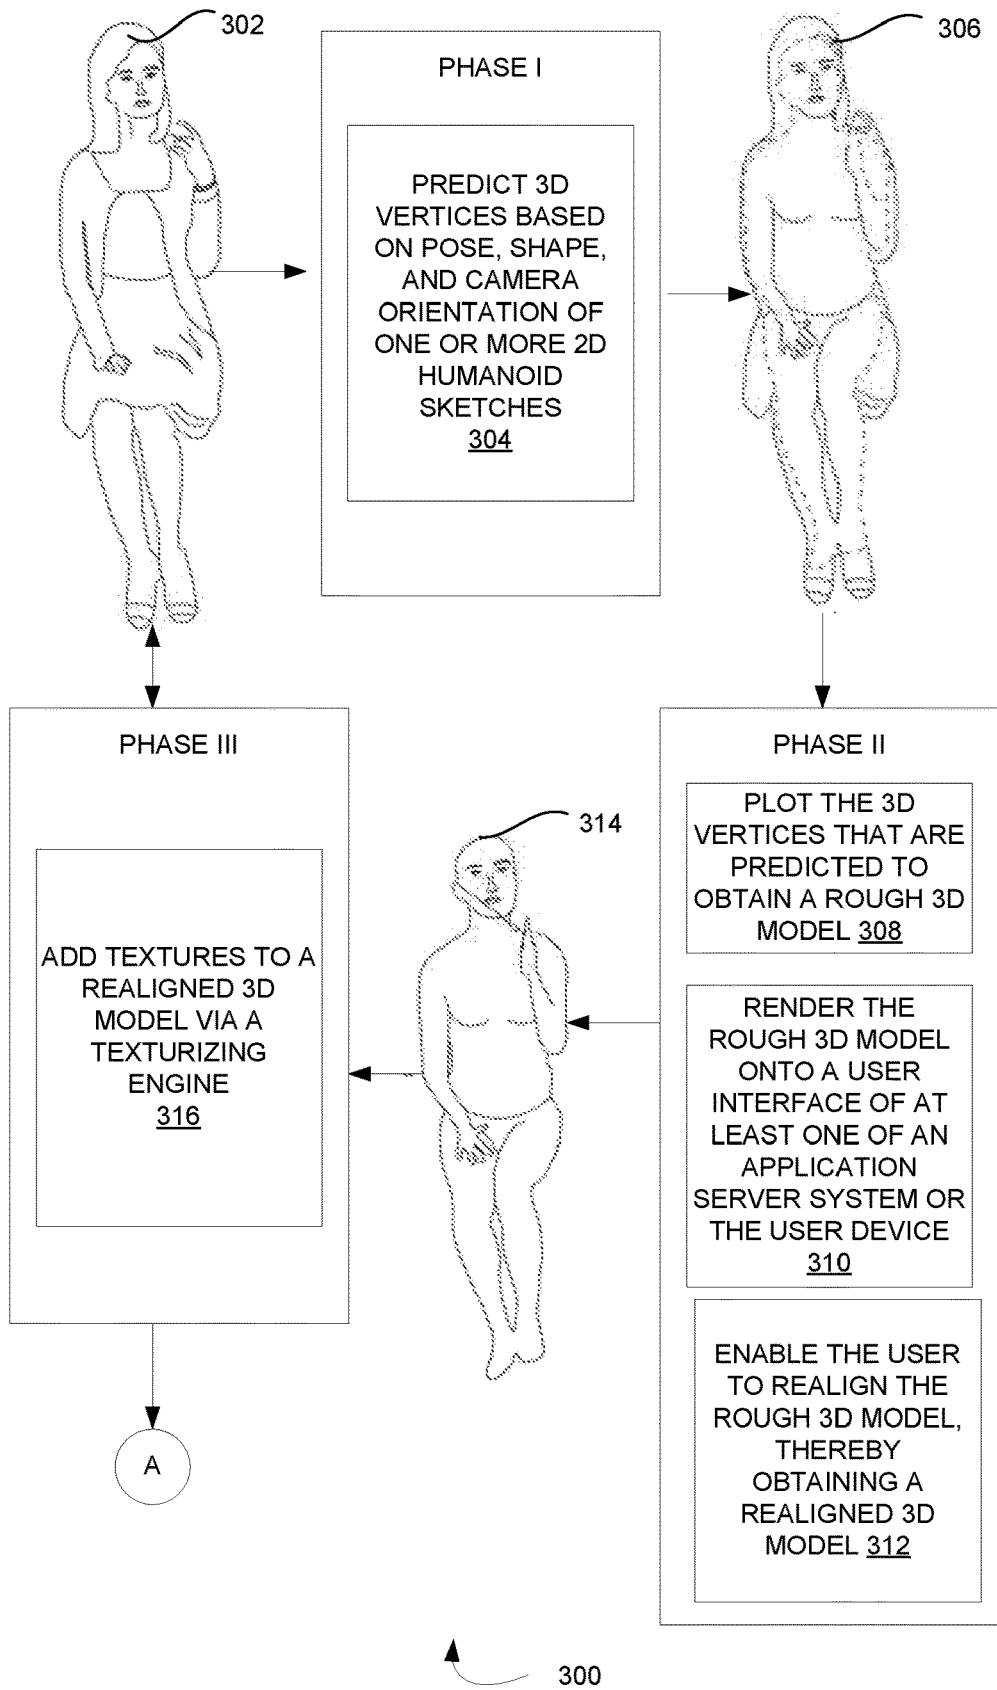 302
PHASE I
PREDICT 3D
VERTICES BASED
ON POSE, SHAPE,
AND CAMERA
ORIENTATION OF
ONE OR MORE 2D
HUMANOID
SKETCHES
304
306
PHASE III
ADD TEXTURES TO A
REALIGNED 3D
MODEL VIA A
TEXTURIZING
ENGINE
316
A
314
PHASE II
PLOT THE 3D
VERTICES THAT ARE
PREDICTED TO
OBTAIN A ROUGH 3D
MODEL 308
RENDER THE
ROUGH 3D MODEL
ONTO A USER
INTERFACE OF AT
LEAST ONE OF AN
APPLICATION
SERVER SYSTEM OR
THE USER DEVICE
310
ENABLE THE USER
TO REALIGN THE
ROUGH 3D MODEL,
THEREBY
OBTAINING A
REALIGNED 3D
MODEL 312
300